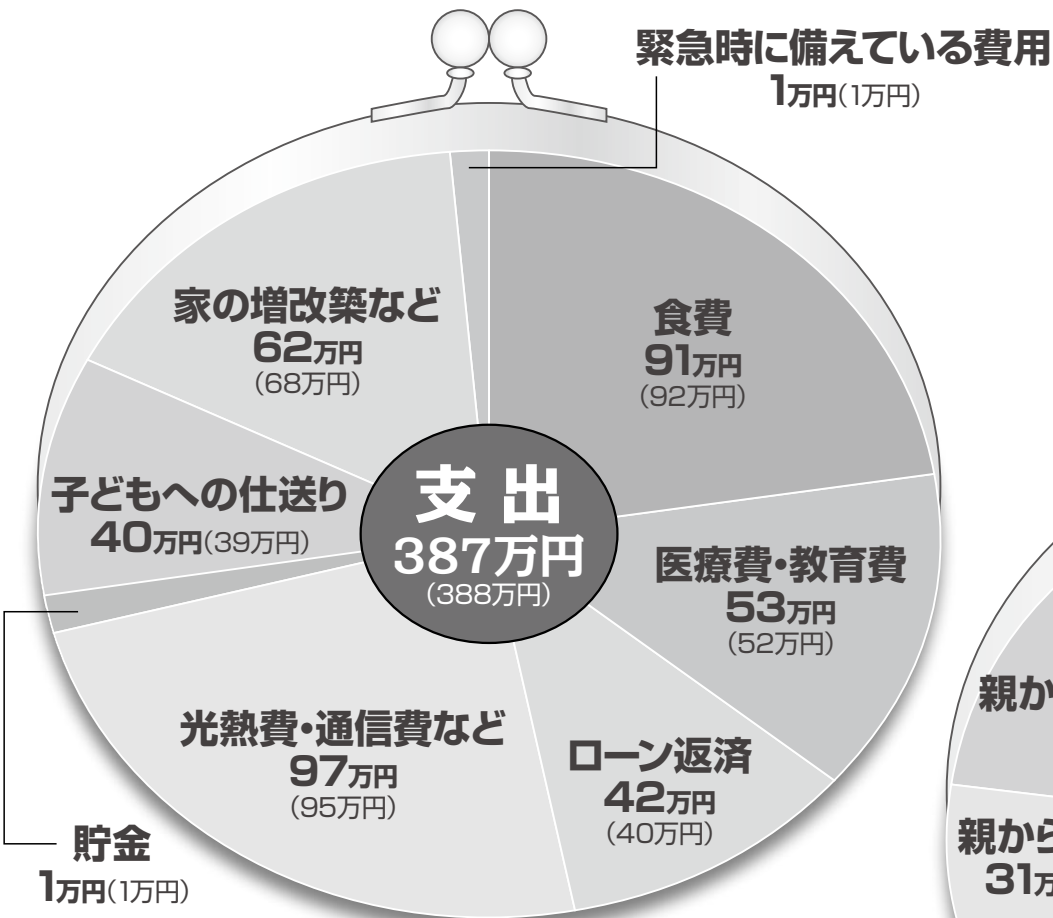 緊急時に備えている費用
1万円(1万円)
家の増改築など
62万円
(68万円)
食費
91万円
(92万円)
子どもへの仕送り
40万円(39万円)
支出
387万円
(388万円)
医療費・教育費
53万円
(52万円)
光熱費・通信費など
97万円
(95万円)
ローン返済
42万円
(40万円)
貯金
1万円(1万円)
親か
親から
31万